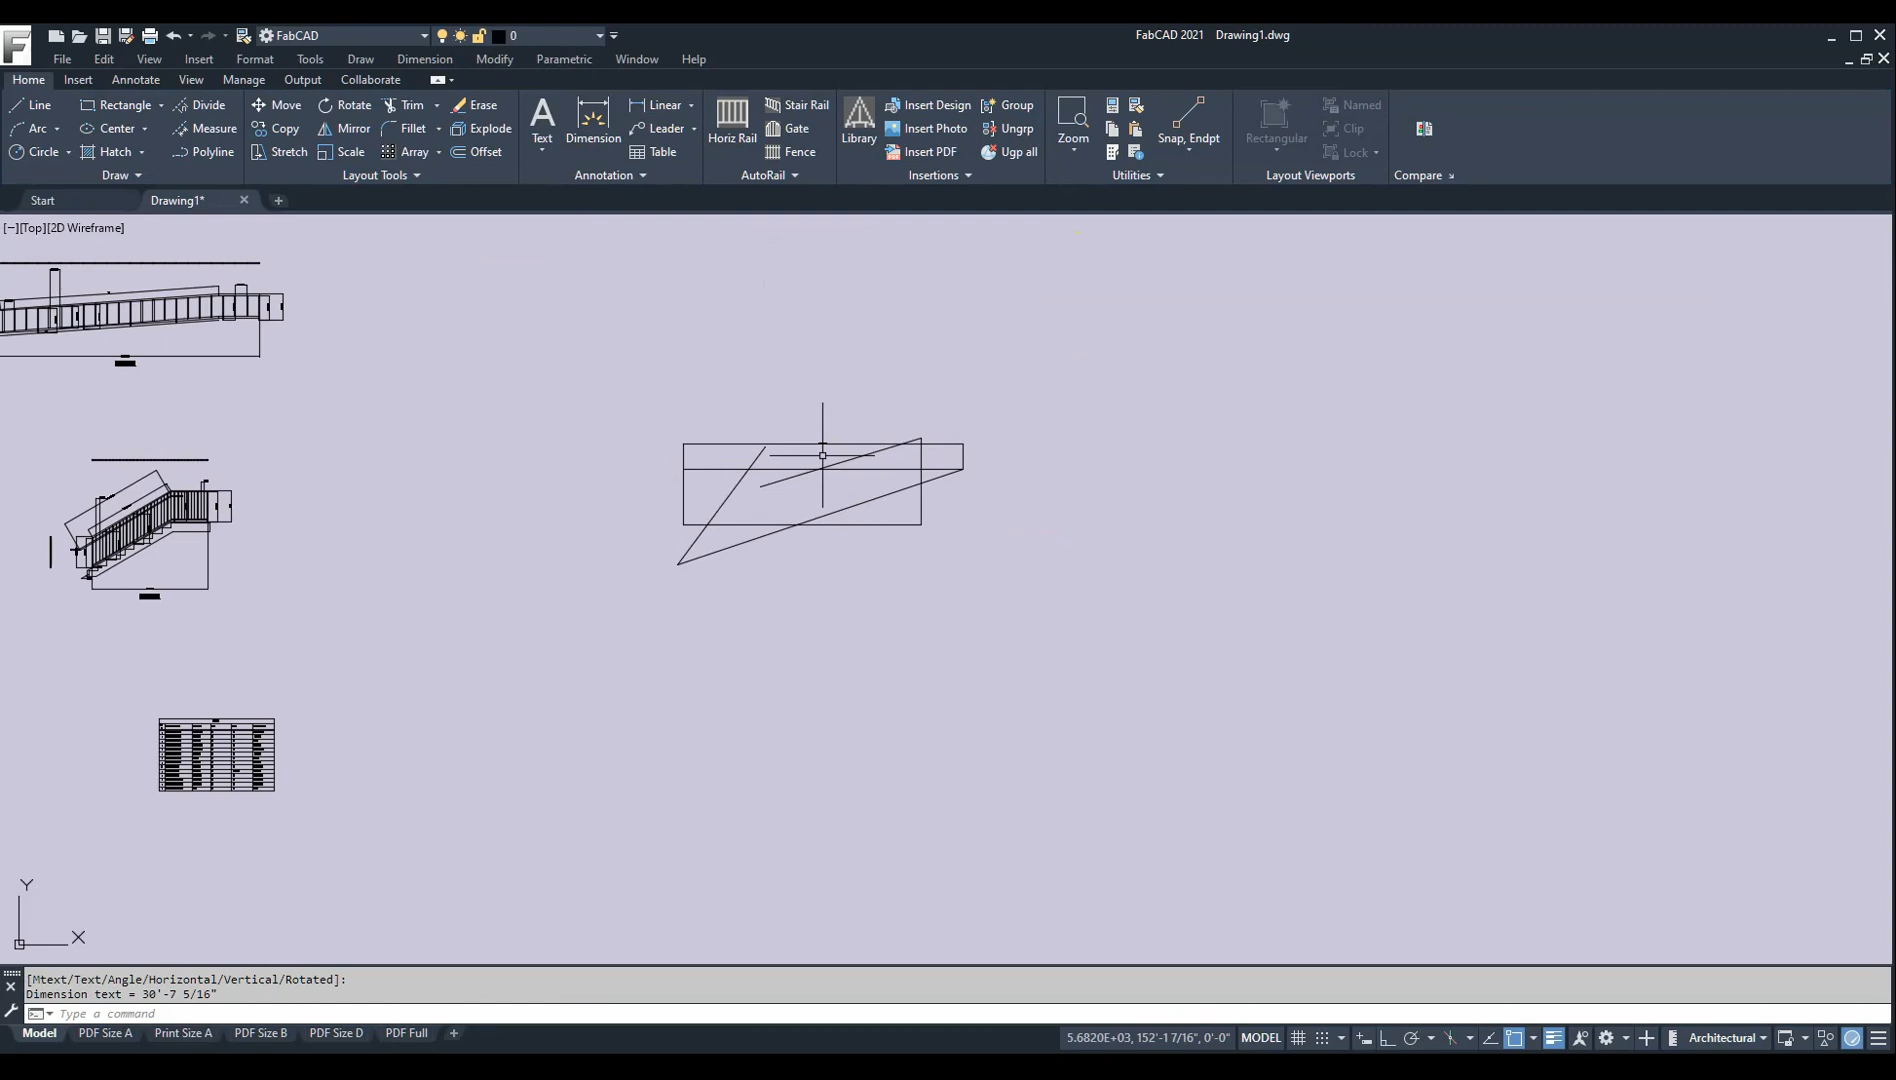 FabCAD 0 FabCAD 2021 Drawing1.dwg
File Edit View Insert Format Tools Draw Dimension Modify Parametric Window Help
Home Insert Annotate View Manage Output Collaborate
Line Rectangle Divide Move Rotate Trim Erase Linear Stair Rail Insert Design Group Named
Arc Center Measure Copy Mirror Fillet Explode Text Dimension Leader Horiz Rail Gate Library Insert Photo Ungrp Zoom Snap, Endpt Rectangular Clip
Circle Hatch Polyline Stretch Scale Array Offset Table Fence Insert PDF Ugp all Lock
Draw Layout Tools Annotation AutoRail Insertions Utilities Layout Viewports Compare
Start Drawing1*
[−][Top][2D Wireframe]
Y
X
[Mtext/Text/Angle/Horizontal/Vertical/Rotated]:
Dimension text = 30'-7 5/16"
Type a command
Model PDF Size A Print Size A PDF Size B PDF Size D PDF Full
5.6820E+03, 152'-1 7/16", 0'-0" MODEL Architectural